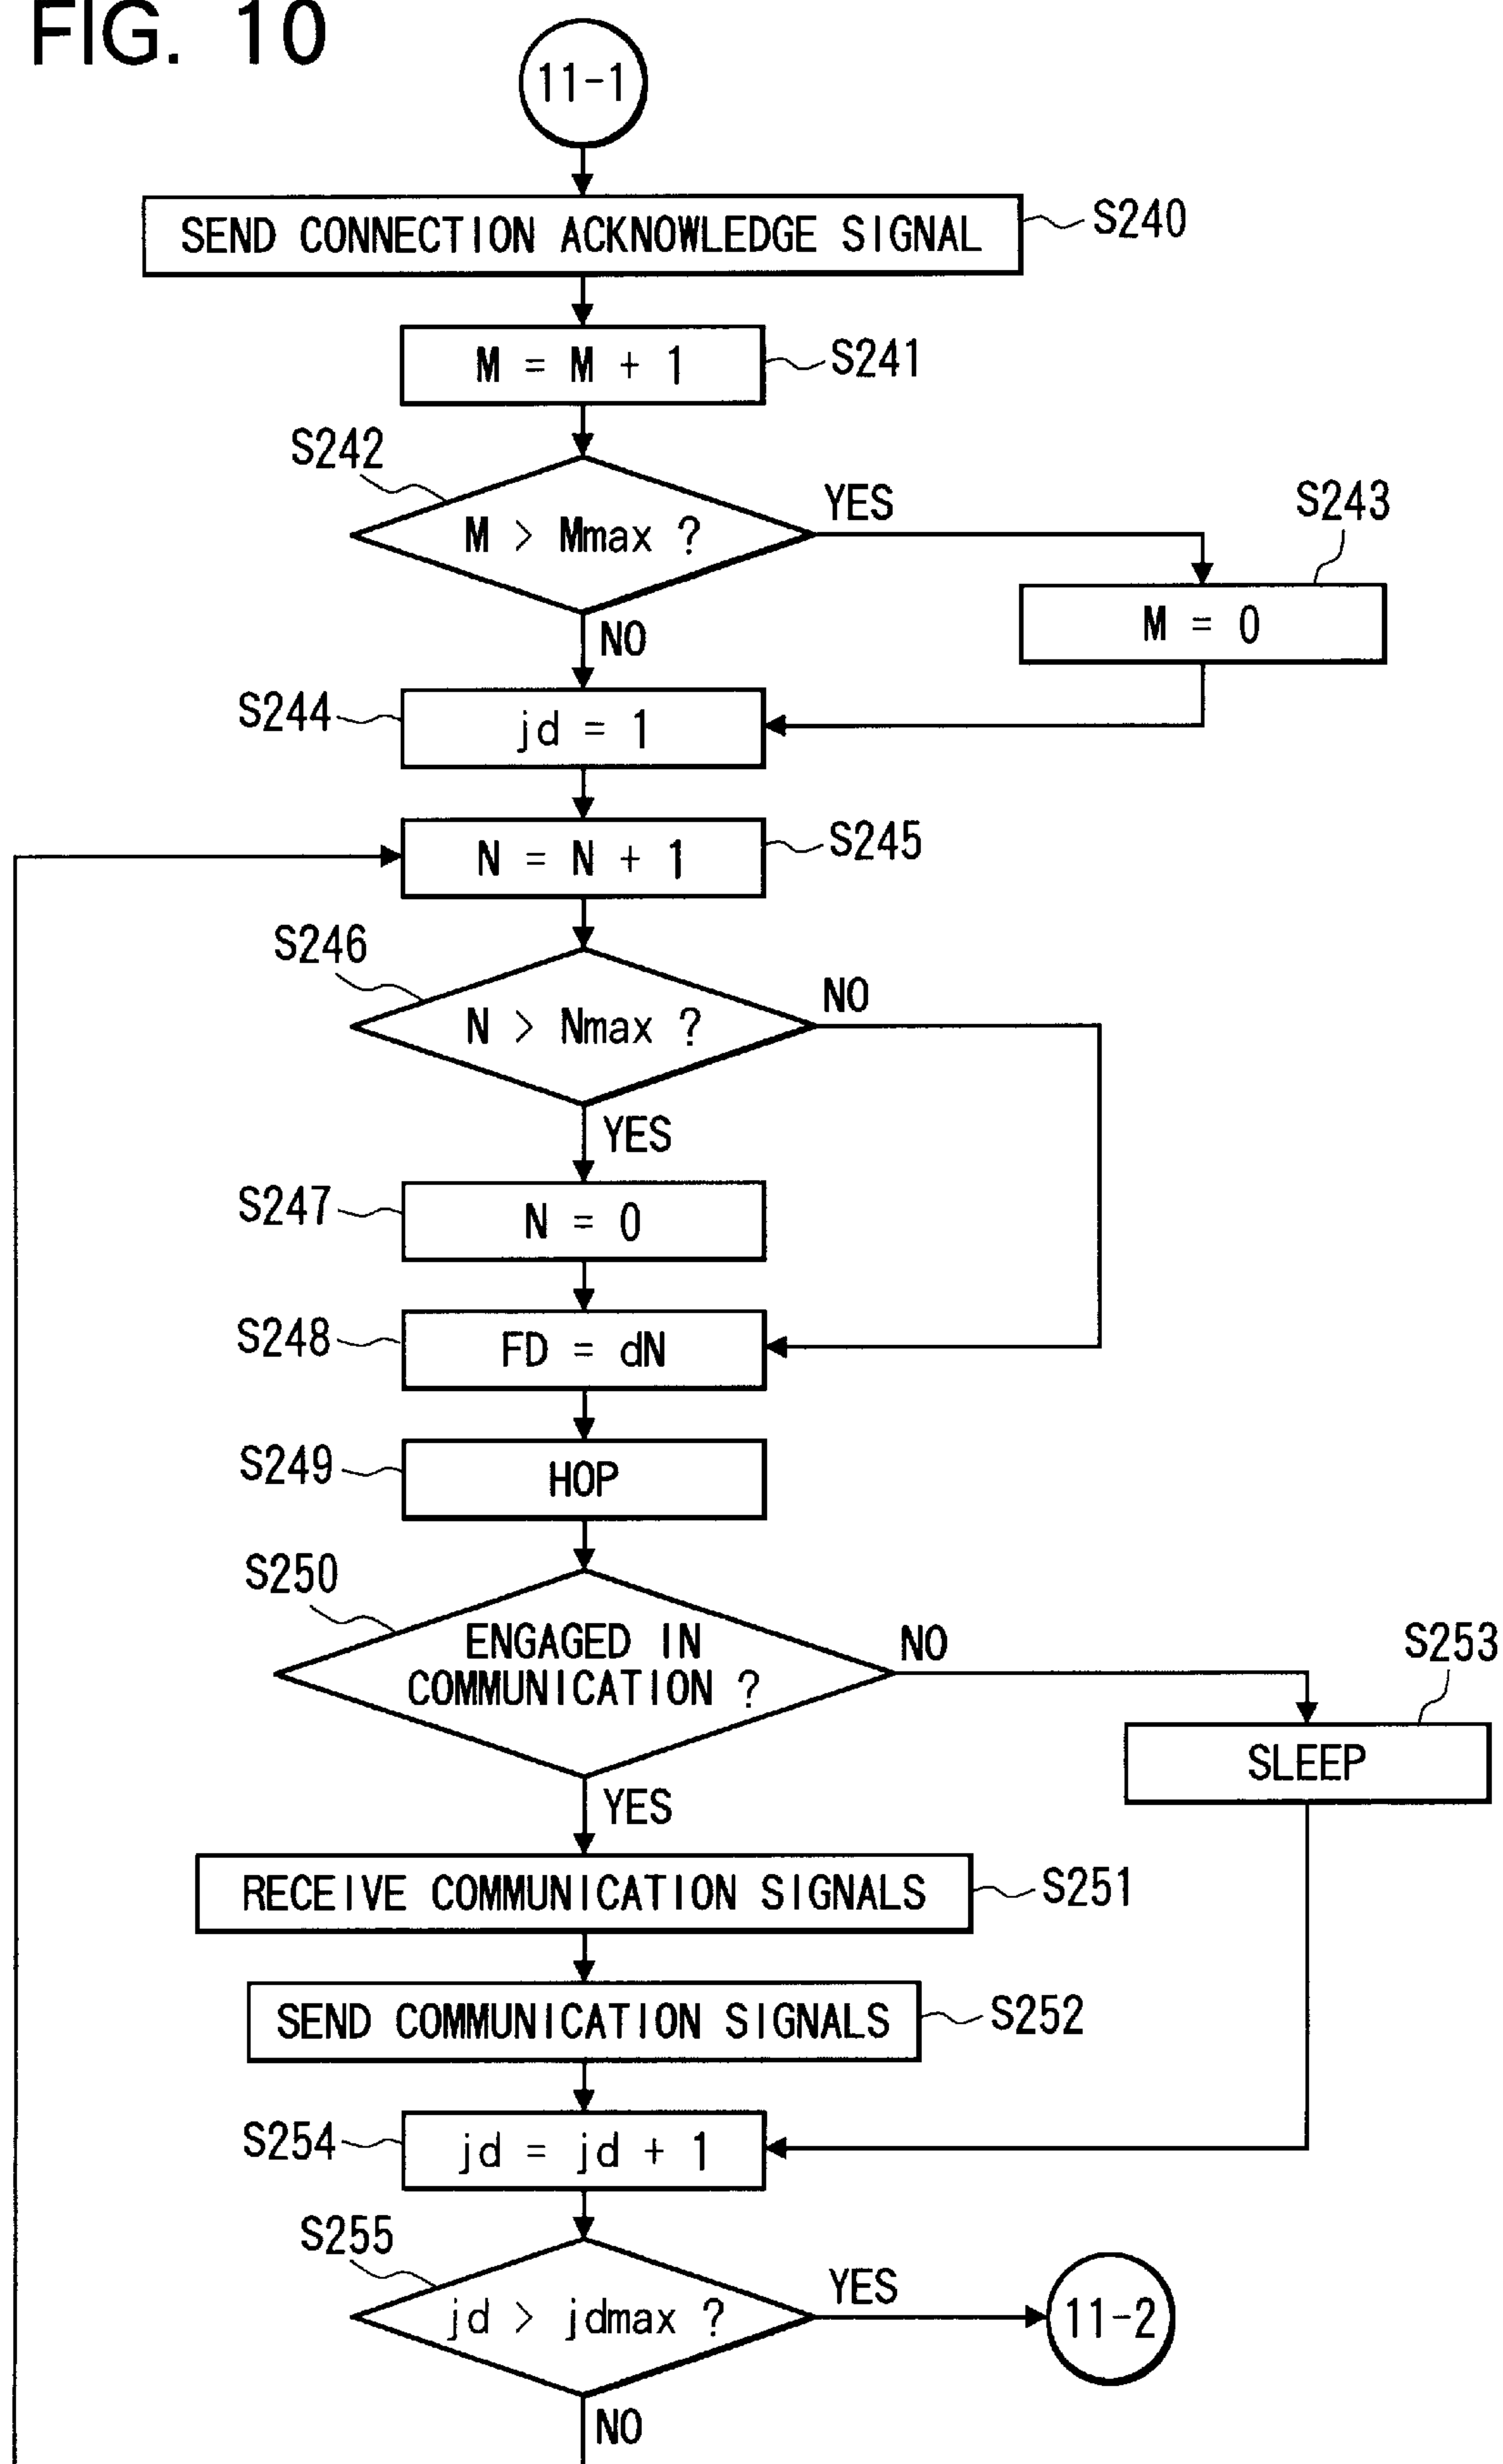 FIG. 10
11-1
SEND CONNECTION ACKNOWLEDGE SIGNAL
S240
M = M + 1
S241
S242
M > Mmax ?
YES
S243
M = 0
NO
S244
jd = 1
N = N + 1
S245
S246
N > Nmax ?
NO
YES
S247
N = 0
S248
FD = dN
S249
HOP
S250
ENGAGED IN
COMMUNICATION ?
NO
S253
SLEEP
YES
RECEIVE COMMUNICATION SIGNALS
S251
SEND COMMUNICATION SIGNALS
S252
S254
jd = jd + 1
S255
jd > jdmax ?
YES
11-2
NO